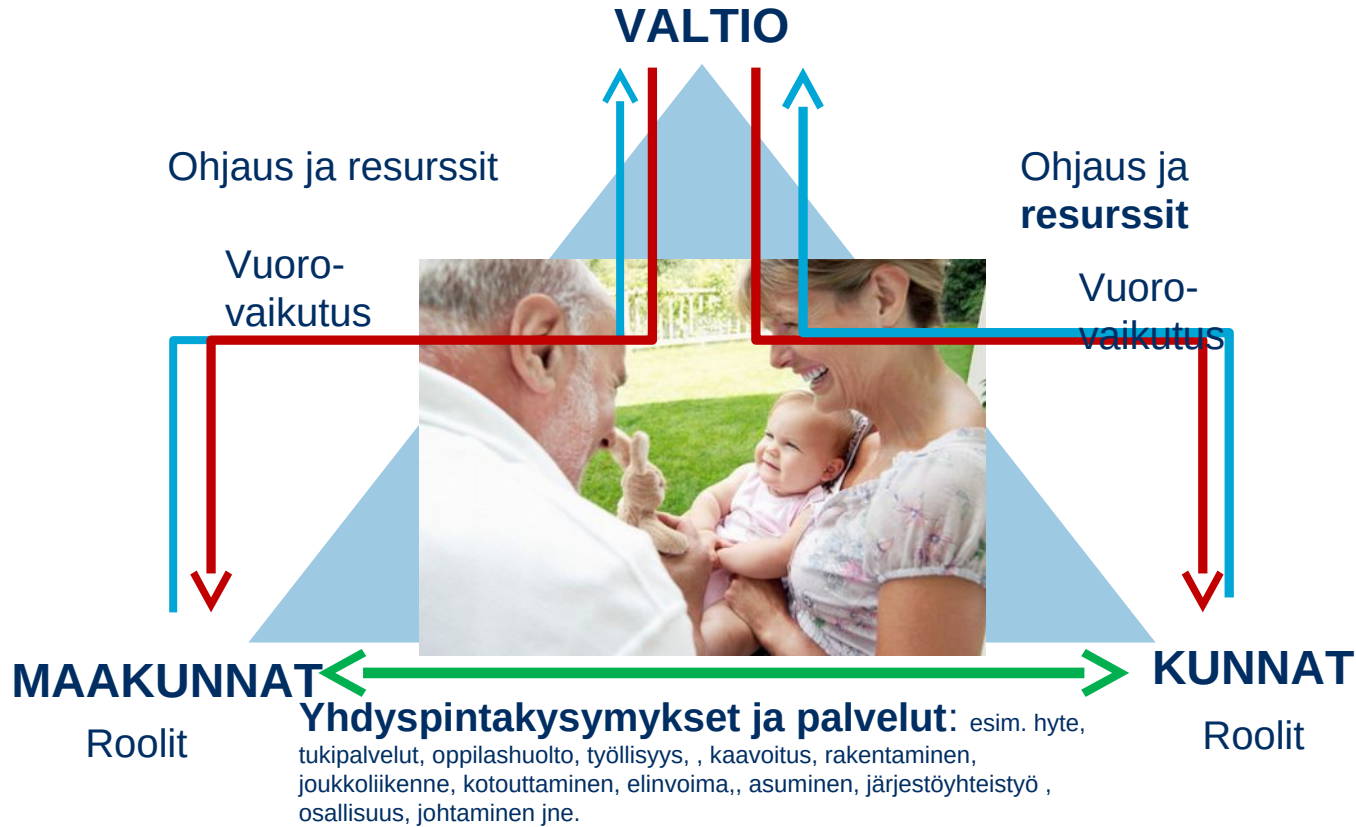 VALTIO
Ohjaus ja resurssit
Vuoro-
vaikutus
Ohjaus ja
resurssit
Vuoro-
vaikutus
MAAKUNNAT
Roolit
KUNNAT
Roolit
Yhdyspintakysymykset ja palvelut: esim. hyte,
tukipalvelut, oppilashuolto, työllisyys, , kaavoitus, rakentaminen,
joukkoliikenne, kotouttaminen, elinvoima,, asuminen, järjestöyhteistyö ,
osallisuus, johtaminen jne.